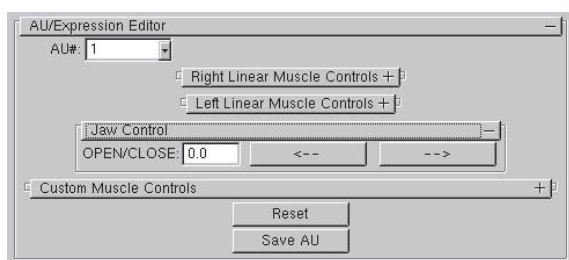 AU/Expression Editor –
AU#: 1
Right Linear Muscle Controls +
Left Linear Muscle Controls +
Jaw Control –
OPEN/CLOSE: 0.0 <-- -->
Custom Muscle Controls +
Reset
Save AU